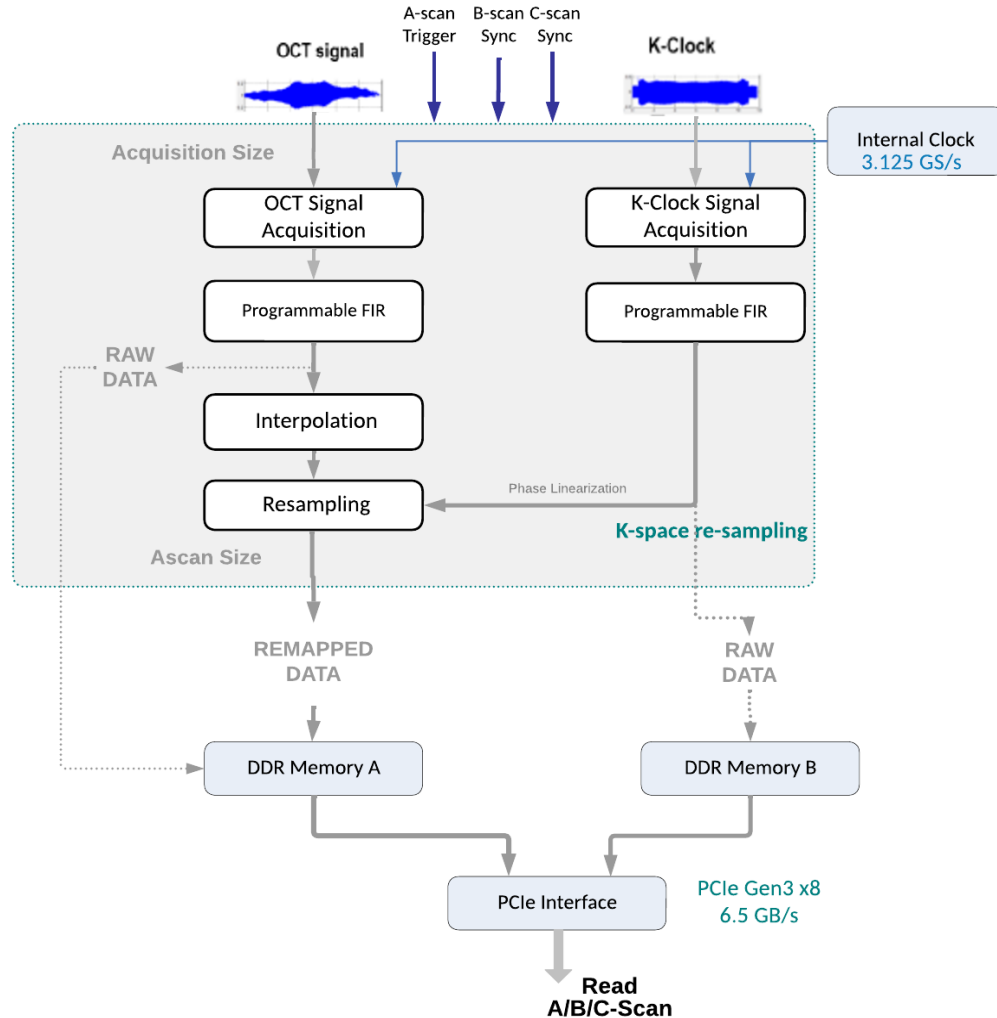 A-scan
Trigger
B-scan
Sync
C-scan
Sync
OCT signal
K-Clock
Internal Clock
3.125 GS/s
Acquisition Size
OCT Signal
Acquisition
K-Clock Signal
Acquisition
Programmable FIR
Programmable FIR
RAW
DATA
Interpolation
Resampling
Phase Linearization
K-space re-sampling
Ascan Size
REMAPPED
DATA
RAW
DATA
DDR Memory A
DDR Memory B
PCIe Interface
PCIe Gen3 x8
6.5 GB/s
Read
A/B/C-Scan